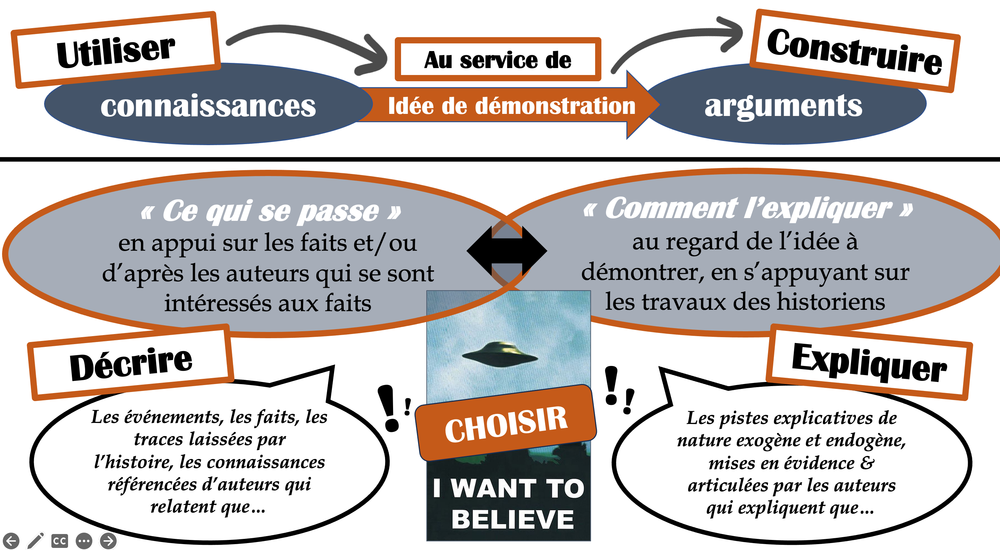 Utiliser
Au service de
Construire
connaissances
Idée de démonstration
arguments
« Ce qui se passe »
en appui sur les faits et/ou
d’après les auteurs qui se sont
intéressés aux faits
« Comment l’expliquer »
au regard de l’idée à
démontrer, en s’appuyant sur
les travaux des historiens
Décrire
Les événements, les faits, les
traces laissées par
l’histoire, les connaissances
référencées d’auteurs qui
relatent que…
! !
CHOISIR
I WANT TO
BELIEVE
! !
Expliquer
Les pistes explicatives de
nature exogène et endogène,
mises en évidence &
articulées par les auteurs
qui expliquent que…
CC